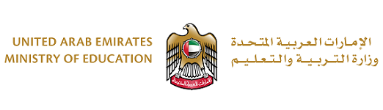 UNITED ARAB EMIRATES
MINISTRY OF EDUCATION
الإمارات العربية المتحدة
وزارة التربية والتعليم